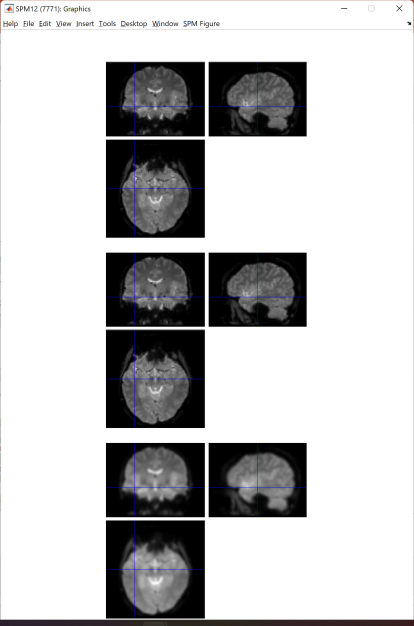 SPM12 (7771): Graphics
Help File Edit View Insert Tools Desktop Window SPM Figure